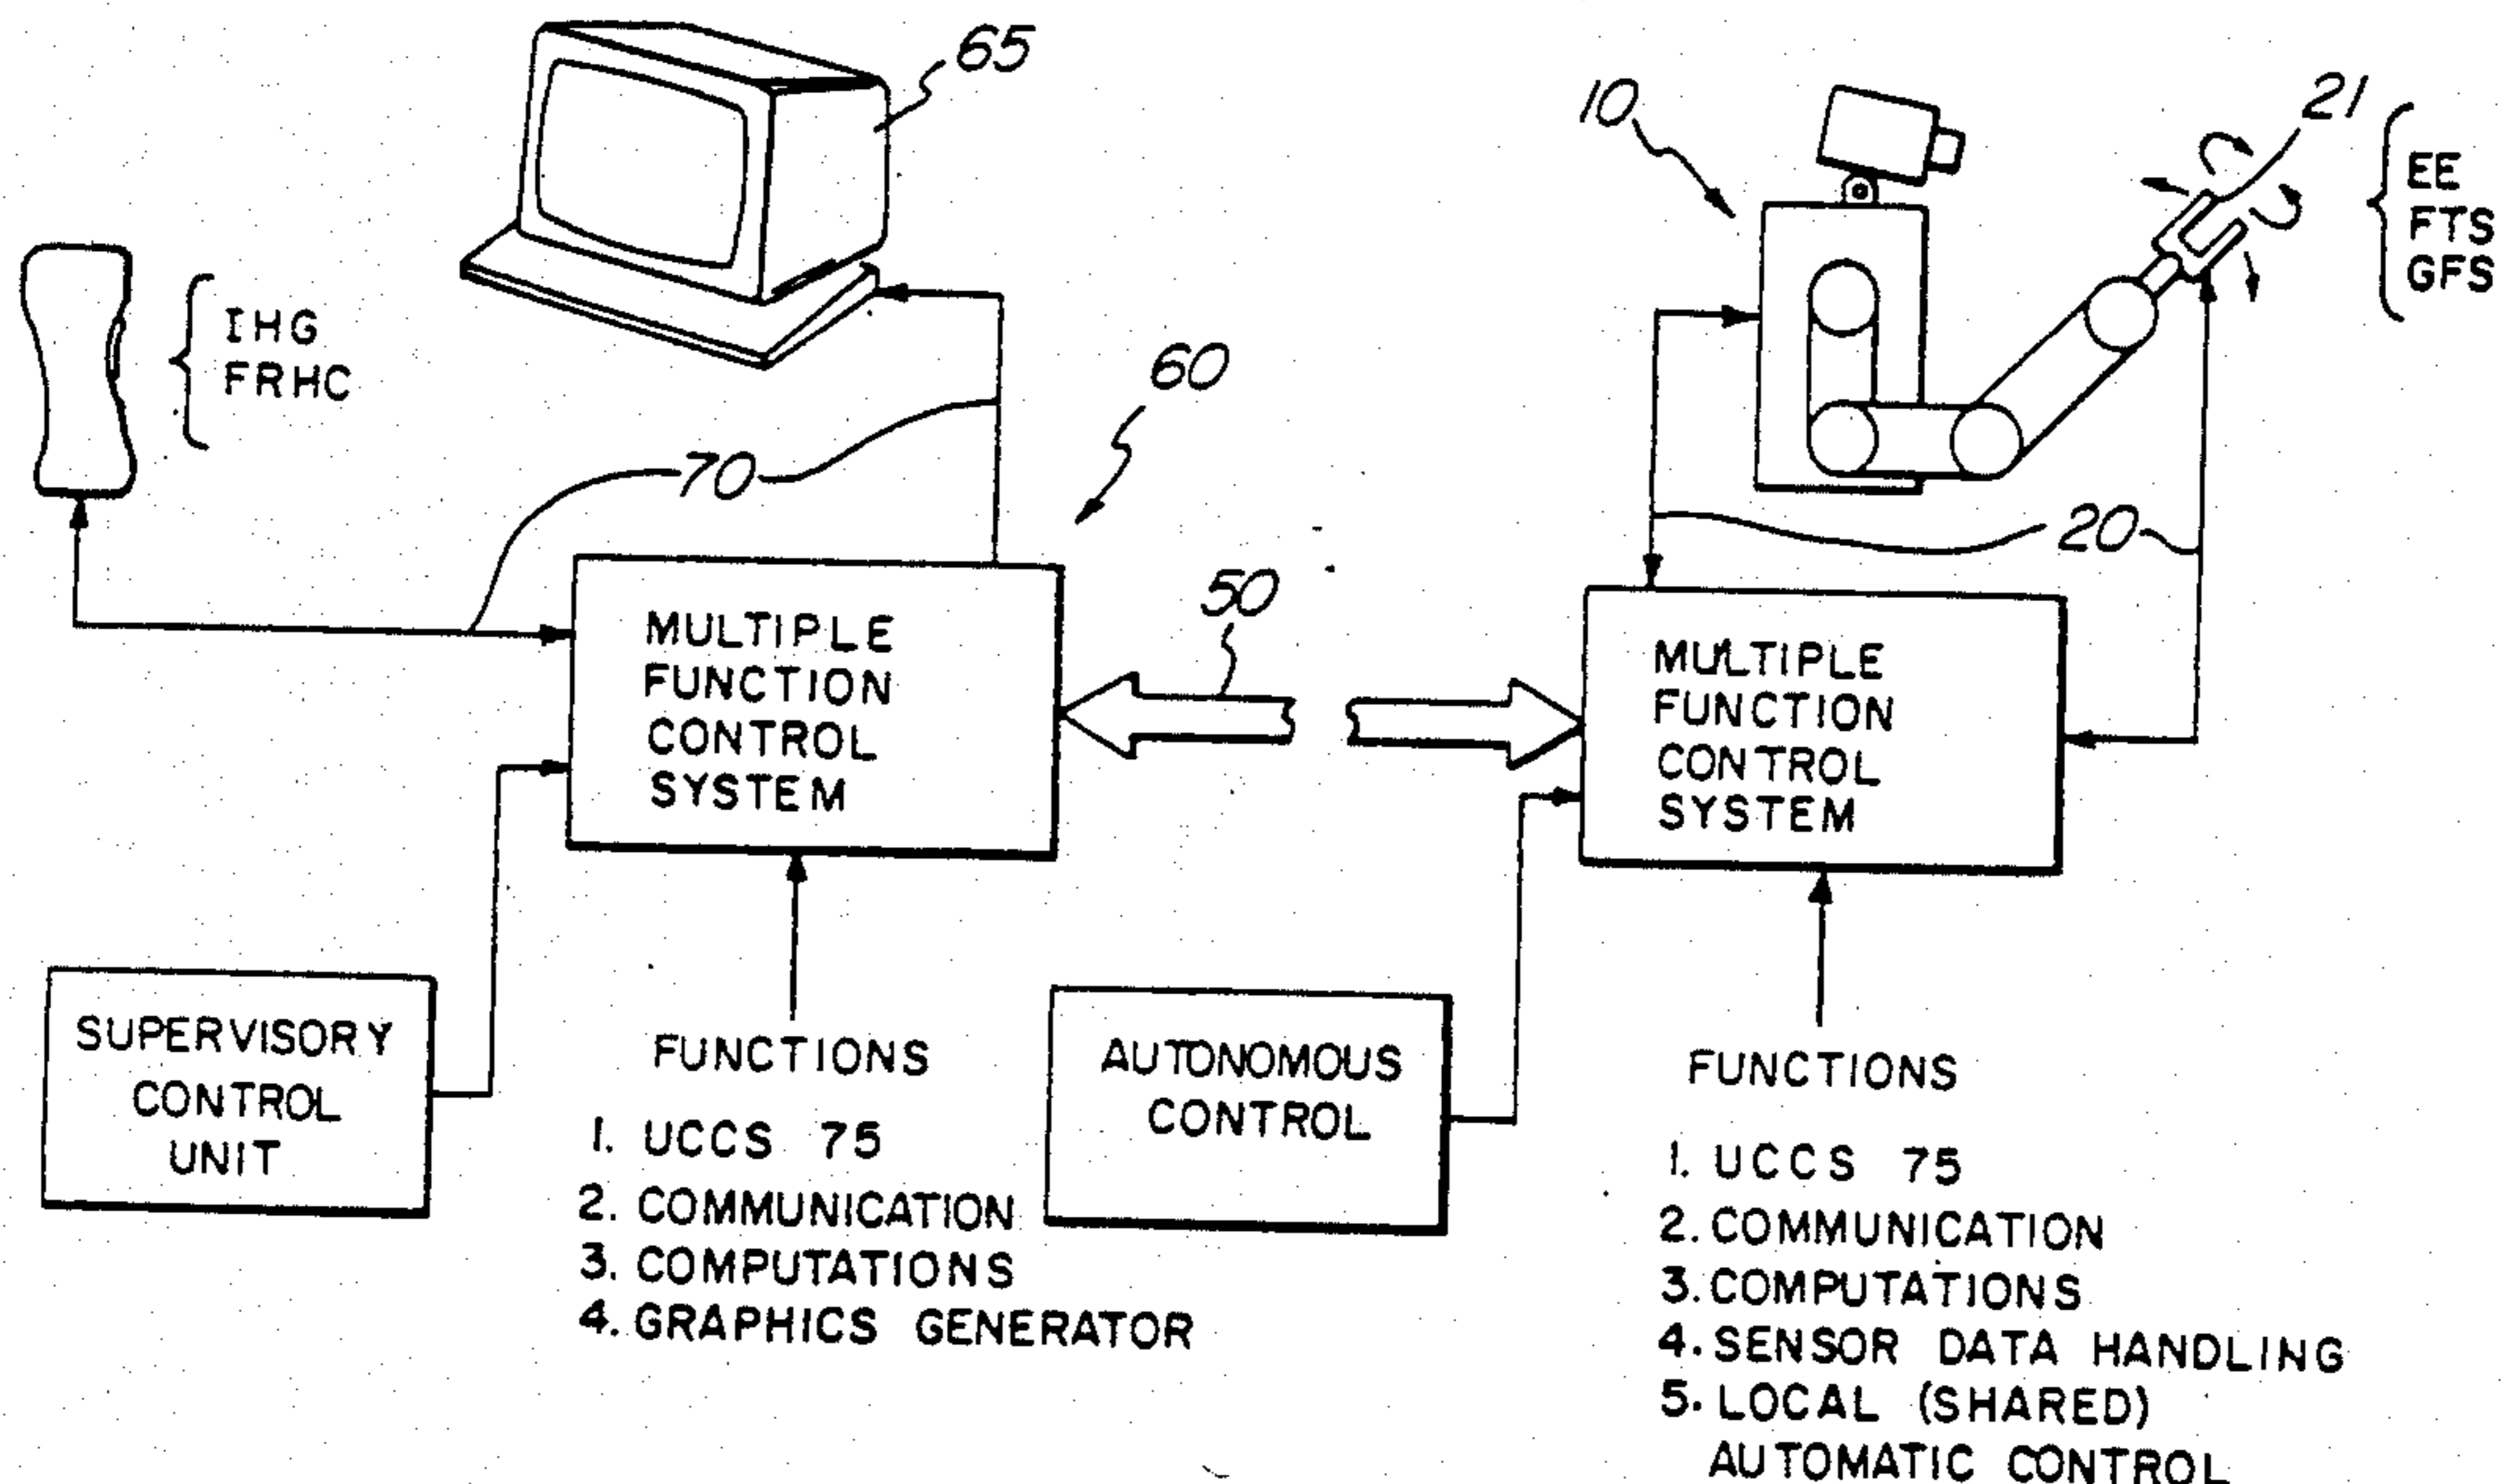 65
10
21
EE
FTS
GFS
IHG
FRHC
60
70
20
50
MULTIPLE
FUNCTION
CONTROL
SYSTEM
MULTIPLE
FUNCTION
CONTROL
SYSTEM
SUPERVISORY
CONTROL
UNIT
FUNCTIONS
1. UCCS 75
2. COMMUNICATION
3. COMPUTATIONS
4. GRAPHICS GENERATOR
AUTONOMOUS
CONTROL
FUNCTIONS
1. UCCS 75
2. COMMUNICATION
3. COMPUTATIONS
4. SENSOR DATA HANDLING
5. LOCAL (SHARED)
AUTOMATIC CONTROL